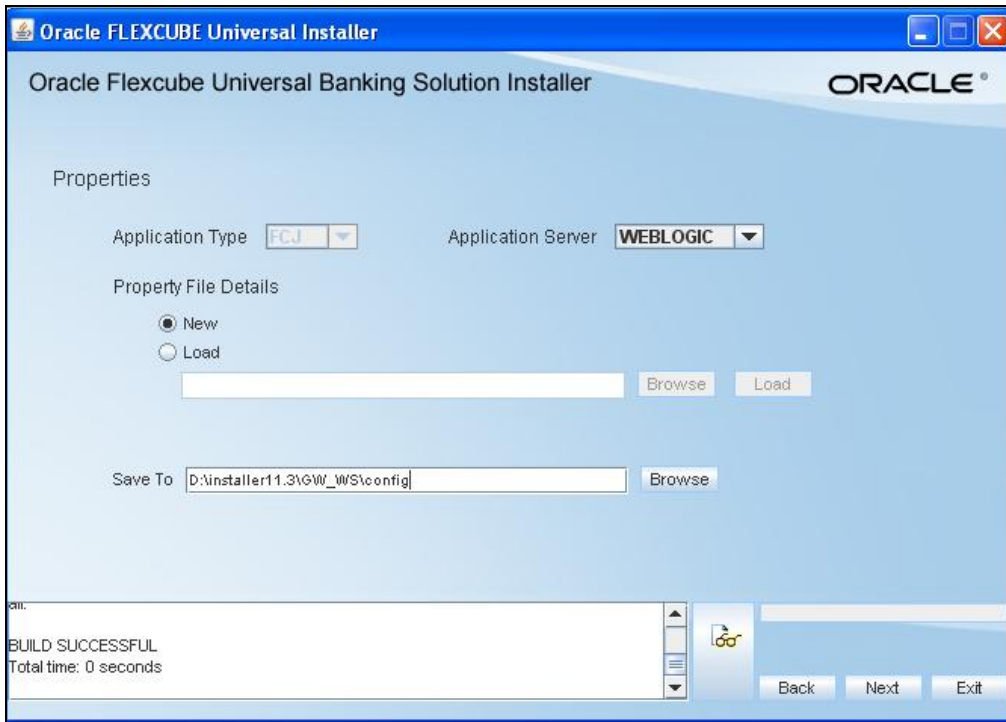 Oracle FLEXCUBE Universal Installer
Oracle Flexcube Universal Banking Solution Installer
ORACLE®
Properties
Application Type FCJ Application Server WEBLOGIC
Property File Details
New
Load
Browse Load
Save To D:\installer11.3\GW_WS\config Browse
all:
BUILD SUCCESSFUL
Total time: 0 seconds
Back Next Exit